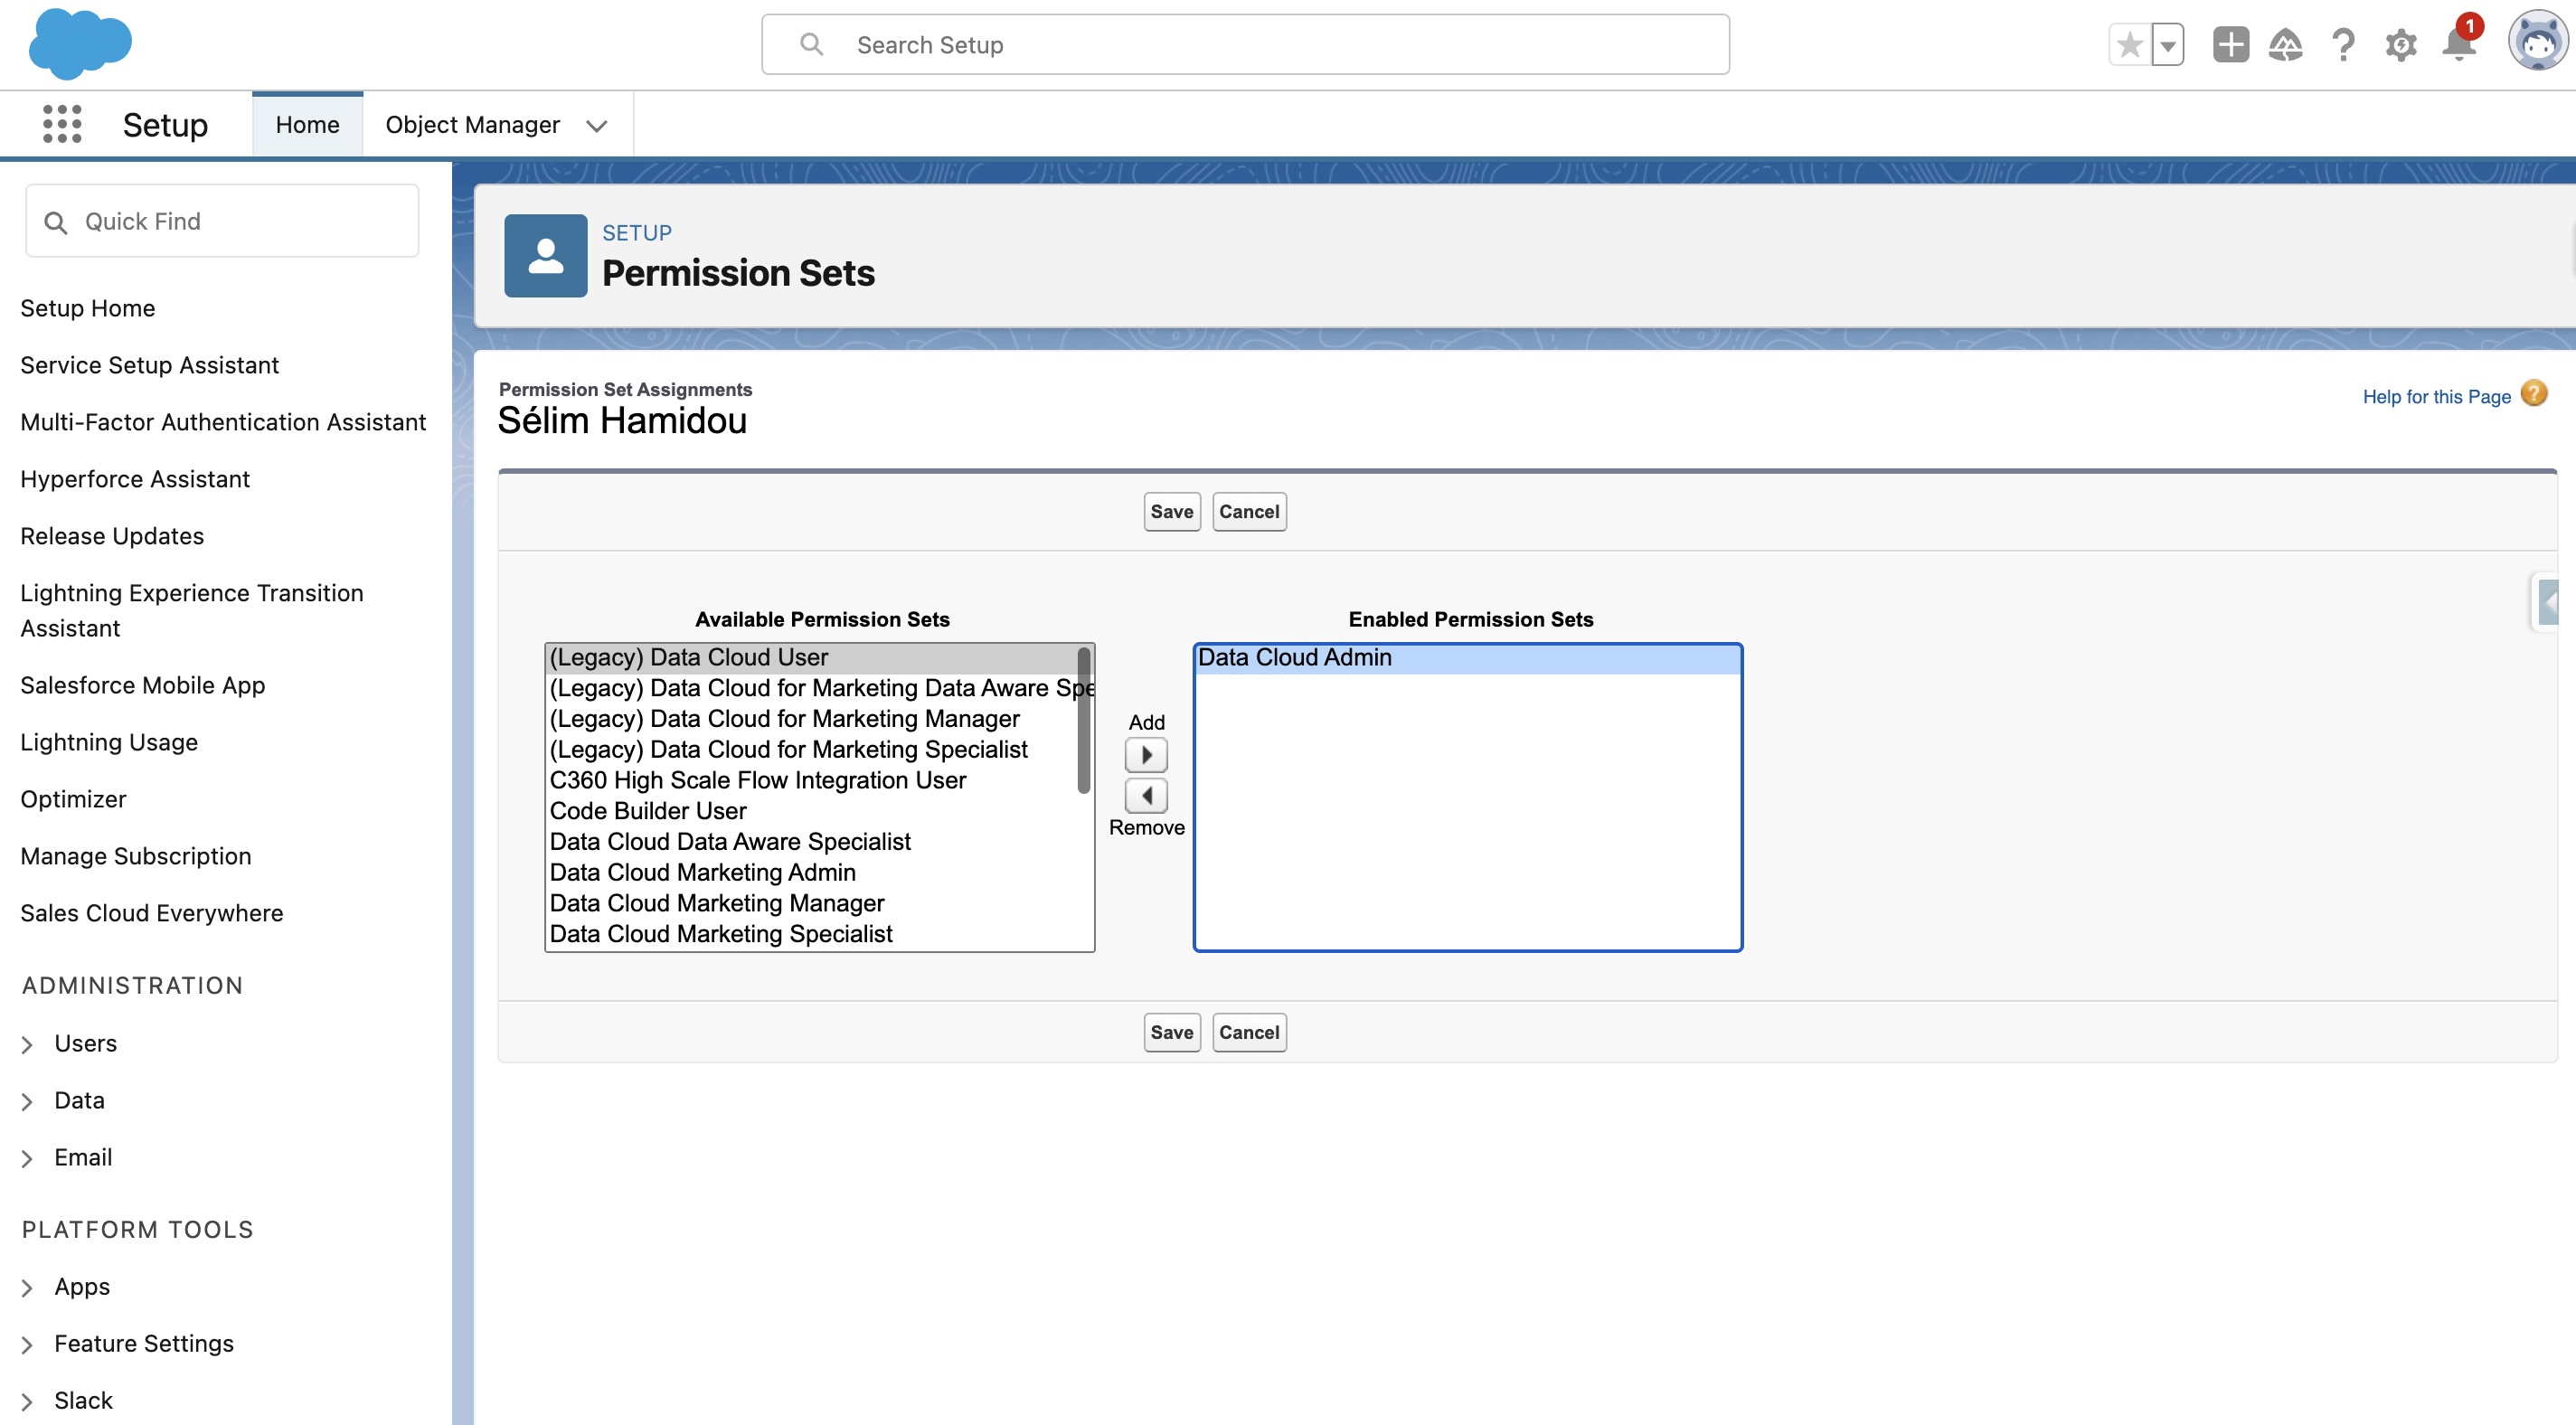 Search Setup
1
Setup
Home
Object Manager
Quick Find
Setup Home
Service Setup Assistant
Multi-Factor Authentication Assistant
Hyperforce Assistant
Release Updates
Lightning Experience Transition
Assistant
Salesforce Mobile App
Lightning Usage
Optimizer
Manage Subscription
Sales Cloud Everywhere
ADMINISTRATION
Users
Data
Email
PLATFORM TOOLS
Apps
Feature Settings
Slack
SETUP
Permission Sets
Permission Set Assignments
Sélim Hamidou
Help for this Page ?
Save Cancel
Available Permission Sets
(Legacy) Data Cloud User
(Legacy) Data Cloud for Marketing Data Aware Spe
(Legacy) Data Cloud for Marketing Manager
(Legacy) Data Cloud for Marketing Specialist
C360 High Scale Flow Integration User
Code Builder User
Data Cloud Data Aware Specialist
Data Cloud Marketing Admin
Data Cloud Marketing Manager
Data Cloud Marketing Specialist
Add
Remove
Enabled Permission Sets
Data Cloud Admin
Save Cancel